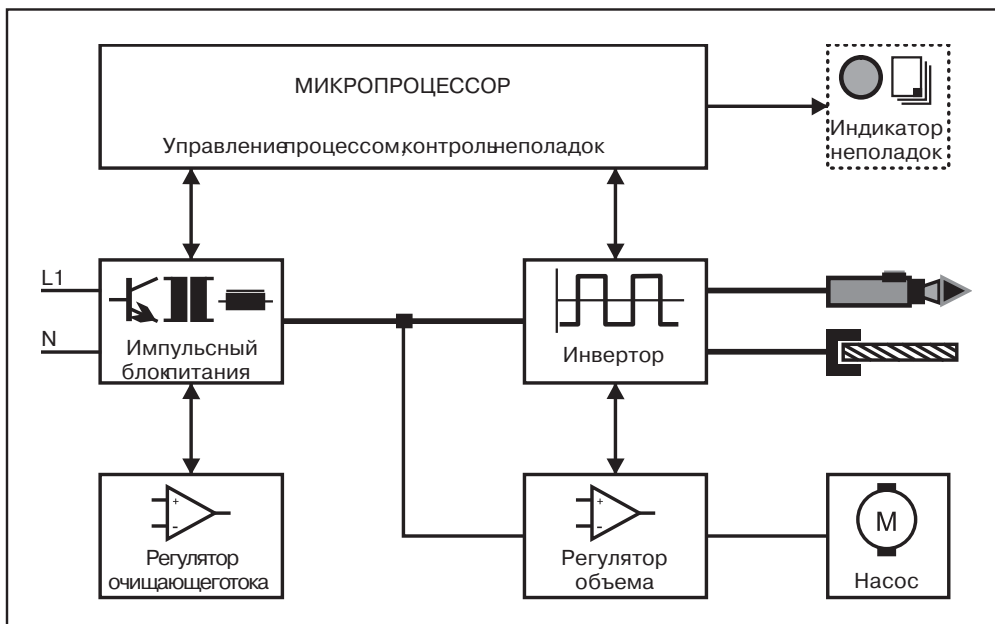 МИКРОПРОЦЕССОР
Управлениепроцессом,контрольнеполадок
Индикатор
неполадок
L1
N
Импульсный
блокпитания
Инвертор
+
-
Регулятор
очищающеготока
+
-
Регулятор
объема
M
Насос